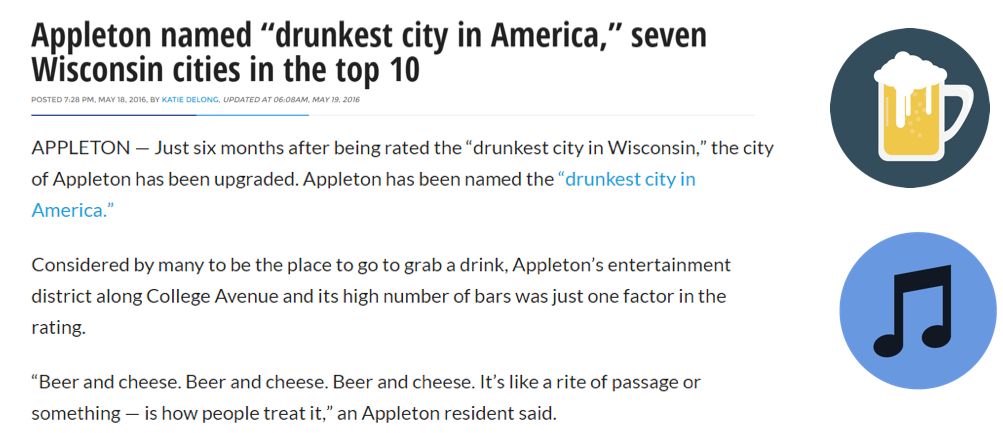 Appleton named “drunkest city in America,” seven
Wisconsin cities in the top 10
POSTED 7:28 PM, MAY 18, 2016, BY KATIE DELONG, UPDATED AT 06:08AM, MAY 19, 2016
APPLETON — Just six months after being rated the “drunkest city in Wisconsin,” the city
of Appleton has been upgraded. Appleton has been named the “drunkest city in
America.”
Considered by many to be the place to go to grab a drink, Appleton’s entertainment
district along College Avenue and its high number of bars was just one factor in the
rating.
“Beer and cheese. Beer and cheese. Beer and cheese. It’s like a rite of passage or
something — is how people treat it,” an Appleton resident said.